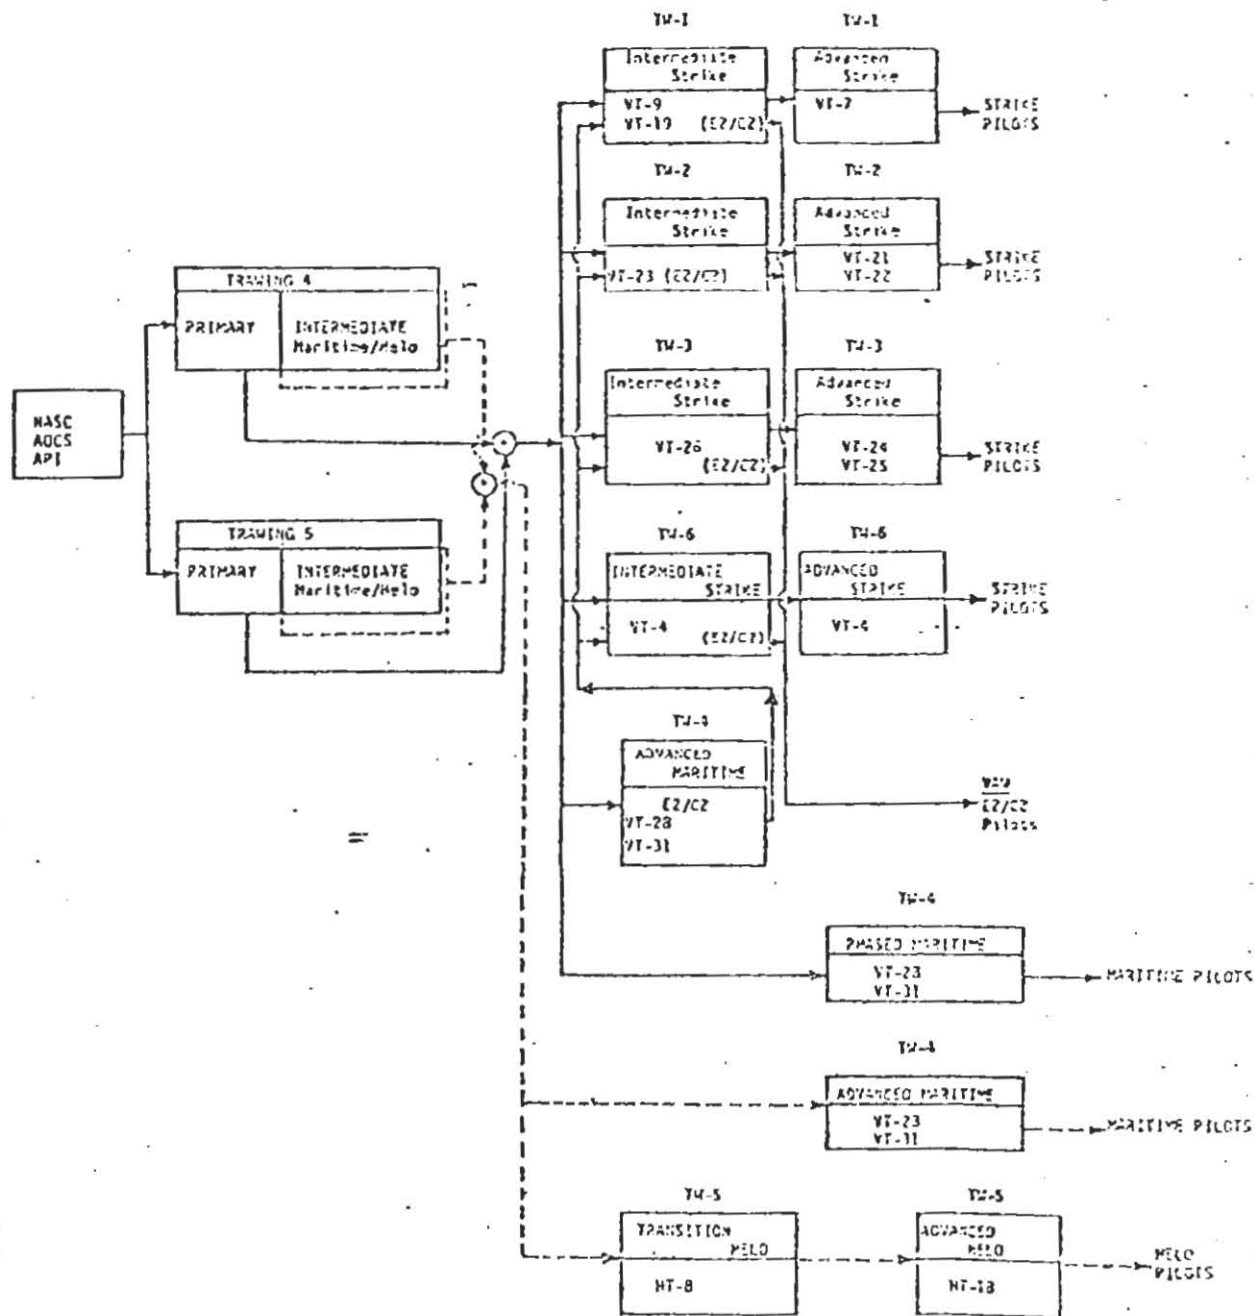 TW-1
Intermediate
Strike
VT-9
VT-19 (E2/C2)
TW-1
Advanced
Strike
VT-7
STRIKE
PILOTS
TW-2
Intermediate
Strike
VT-23 (E2/C2)
TW-2
Advanced
Strike
VT-21
VT-22
STRIKE
PILOTS
TRAWING 4
PRIMARY
INTERMEDIATE
Maritime/Helo
NASC
AOCS
API
TW-3
Intermediate
Strike
VT-26
(E2/C2)
TW-3
Advanced
Strike
VT-24
VT-25
STRIKE
PILOTS
TRAWING 5
PRIMARY
INTERMEDIATE
Maritime/Helo
TW-6
INTERMEDIATE
STRIKE
VT-4
(E2/C2)
TW-6
ADVANCED
STRIKE
VT-4
STRIKE
PILOTS
TW-4
ADVANCED
MARITIME
E2/C2
VT-28
VT-31
E2/C2
Pilots
TW-4
PHASED MARITIME
VT-28
VT-31
MARITIME PILOTS
TW-4
ADVANCED MARITIME
VT-28
VT-31
MARITIME PILOTS
TW-5
TRANSITION
HELO
HT-8
TW-5
ADVANCED
HELO
HT-18
HELO
PILOTS